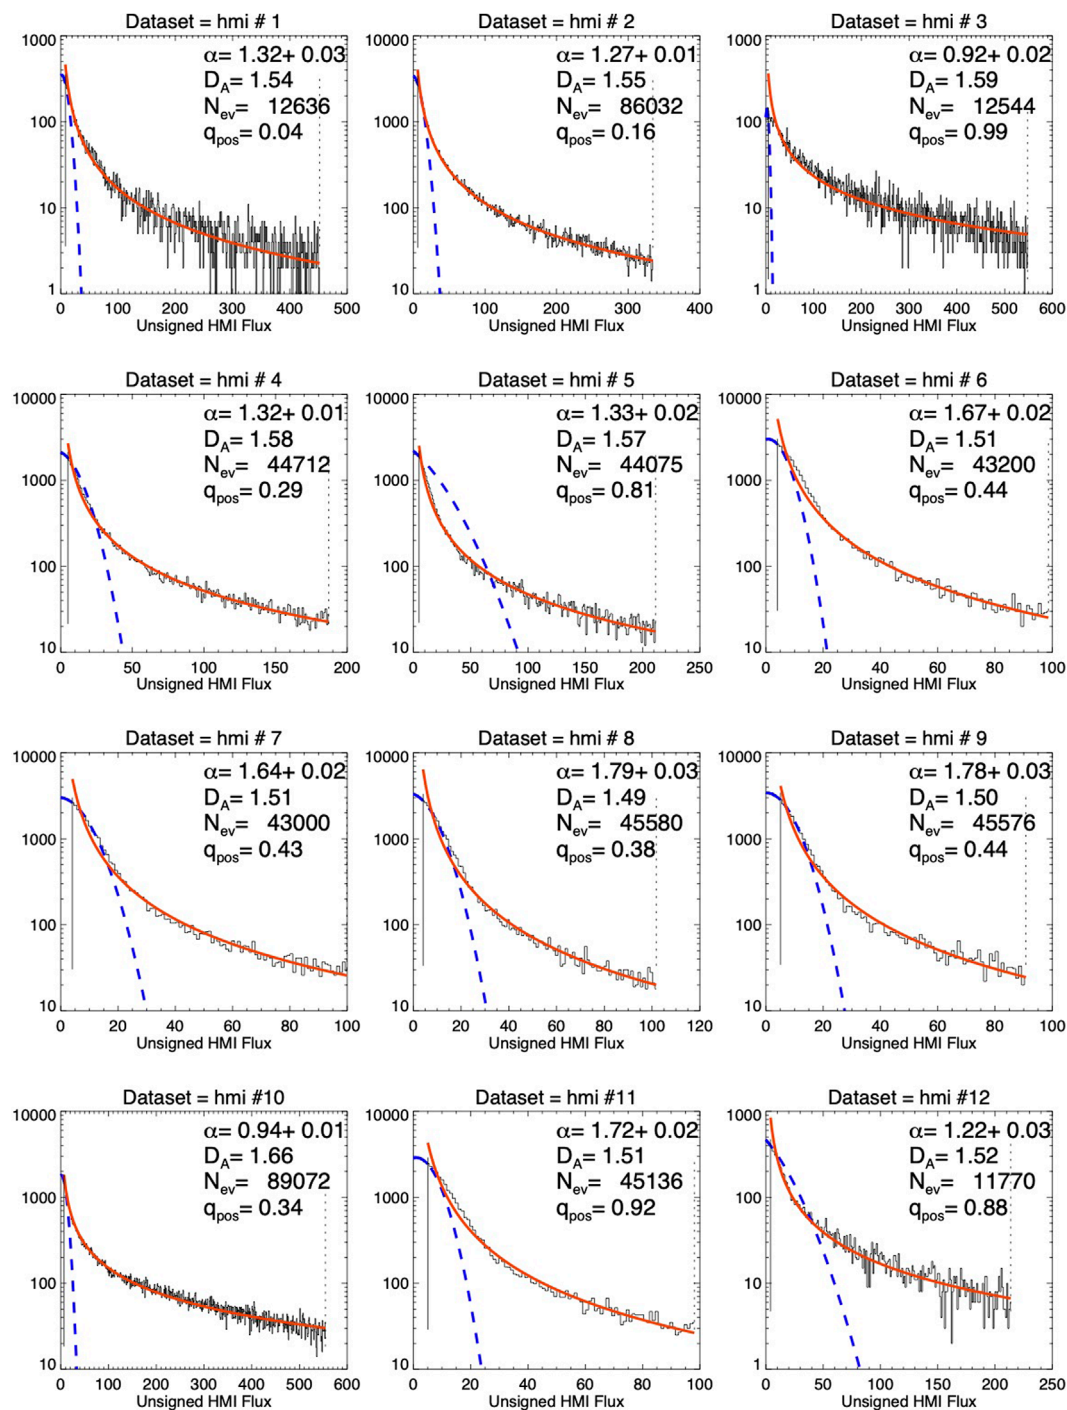 Dataset = hmi # 1
α= 1.32+ 0.03
D_A= 1.54
N_ev= 12636
q_pos= 0.04
1000
100
10
1
0 100 200 300 400 500
Unsigned HMI Flux
Dataset = hmi # 2
α= 1.27+ 0.01
D_A= 1.55
N_ev= 86032
q_pos= 0.16
10000
1000
100
10
0 100 200 300 400
Unsigned HMI Flux
Dataset = hmi # 3
α= 0.92+ 0.02
D_A= 1.59
N_ev= 12544
q_pos= 0.99
1000
100
10
1
0 100 200 300 400 500 600
Unsigned HMI Flux
Dataset = hmi # 4
α= 1.32+ 0.01
D_A= 1.58
N_ev= 44712
q_pos= 0.29
10000
1000
100
10
0 50 100 150 200
Unsigned HMI Flux
Dataset = hmi # 5
α= 1.33+ 0.02
D_A= 1.57
N_ev= 44075
q_pos= 0.81
10000
1000
100
10
0 50 100 150 200 250
Unsigned HMI Flux
Dataset = hmi # 6
α= 1.67+ 0.02
D_A= 1.51
N_ev= 43200
q_pos= 0.44
10000
1000
100
10
0 20 40 60 80 100
Unsigned HMI Flux
Dataset = hmi # 7
α= 1.64+ 0.02
D_A= 1.51
N_ev= 43000
q_pos= 0.43
10000
1000
100
10
0 20 40 60 80 100
Unsigned HMI Flux
Dataset = hmi # 8
α= 1.79+ 0.03
D_A= 1.49
N_ev= 45580
q_pos= 0.38
10000
1000
100
10
0 20 40 60 80 100 120
Unsigned HMI Flux
Dataset = hmi # 9
α= 1.78+ 0.03
D_A= 1.50
N_ev= 45576
q_pos= 0.44
10000
1000
100
10
0 20 40 60 80 100
Unsigned HMI Flux
Dataset = hmi #10
α= 0.94+ 0.01
D_A= 1.66
N_ev= 89072
q_pos= 0.34
10000
1000
100
10
0 100 200 300 400 500 600
Unsigned HMI Flux
Dataset = hmi #11
α= 1.72+ 0.02
D_A= 1.51
N_ev= 45136
q_pos= 0.92
10000
1000
100
10
0 20 40 60 80 100
Unsigned HMI Flux
Dataset = hmi #12
α= 1.22+ 0.03
D_A= 1.52
N_ev= 11770
q_pos= 0.88
1000
100
10
1
0 50 100 150 200 250
Unsigned HMI Flux